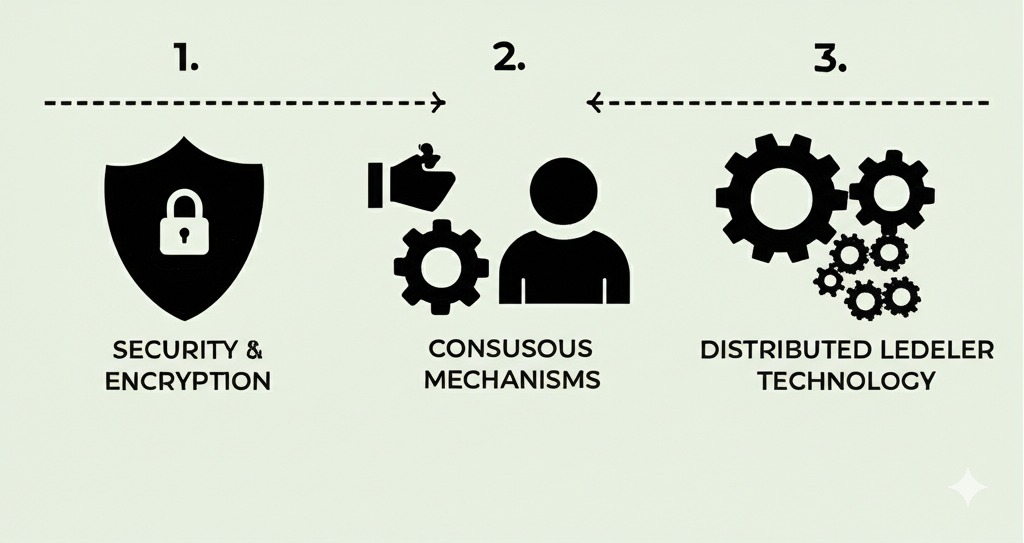 1.
2.
3.
SECURITY &
ENCRYPTION
CONSUSOUS
MECHANISMS
DISTRIBUTED LEDELER
TECHNOLOGY